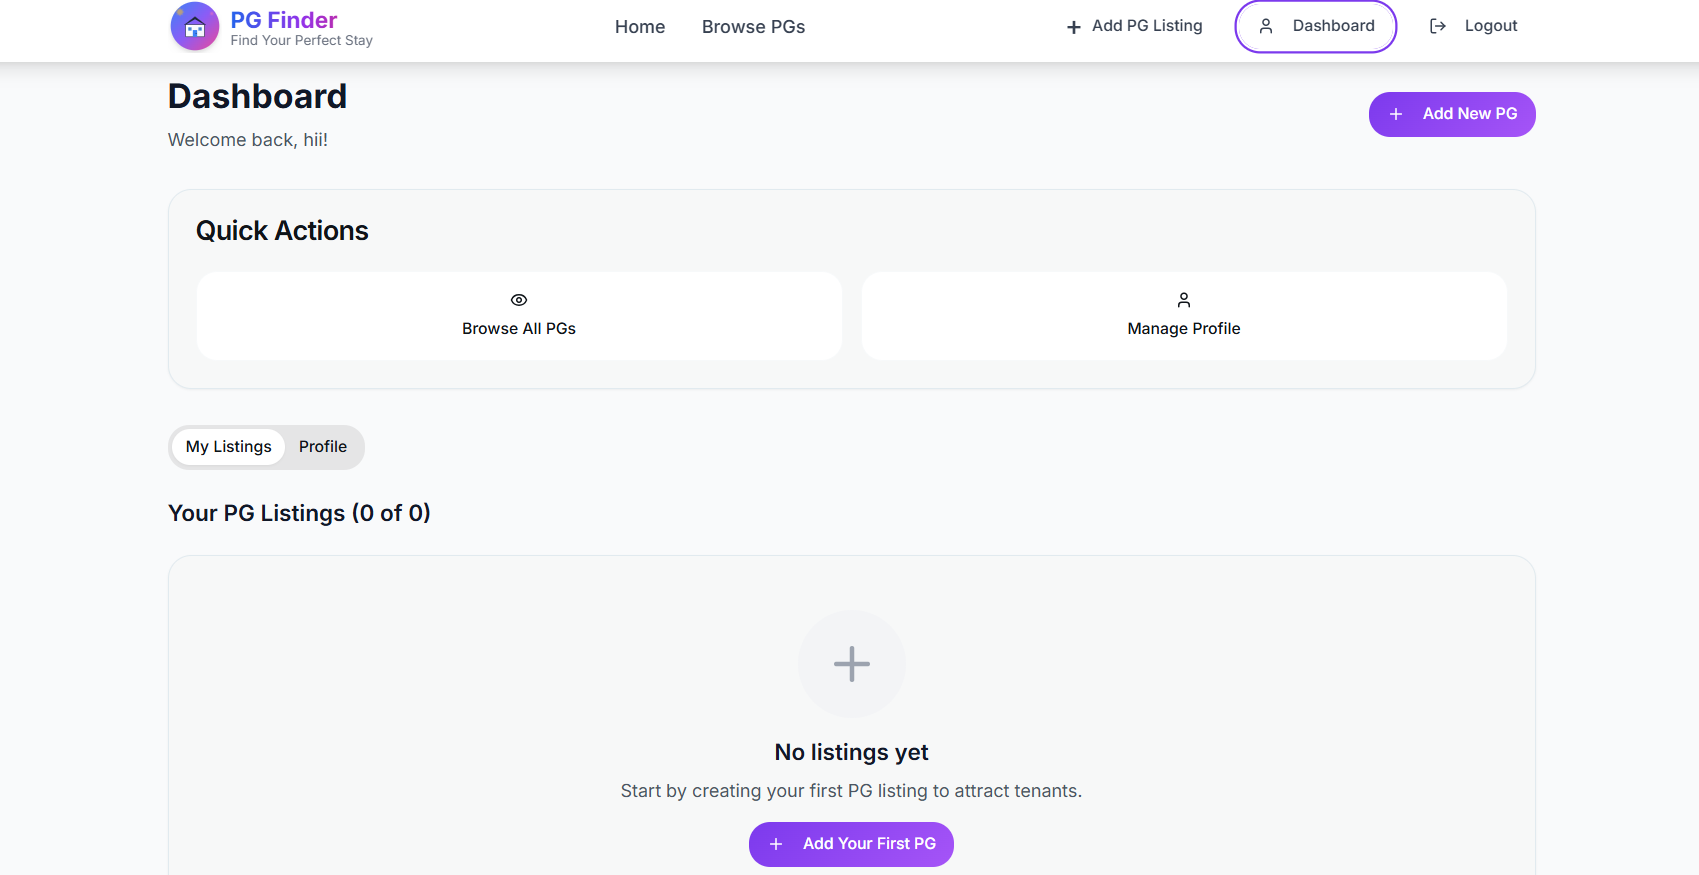 PG Finder
Find Your Perfect Stay
Home
Browse PGs
Add PG Listing
Dashboard
Logout
Dashboard
Welcome back, hii!
Add New PG
Quick Actions
Browse All PGs
Manage Profile
My Listings
Profile
Your PG Listings (0 of 0)
No listings yet
Start by creating your first PG listing to attract tenants.
Add Your First PG